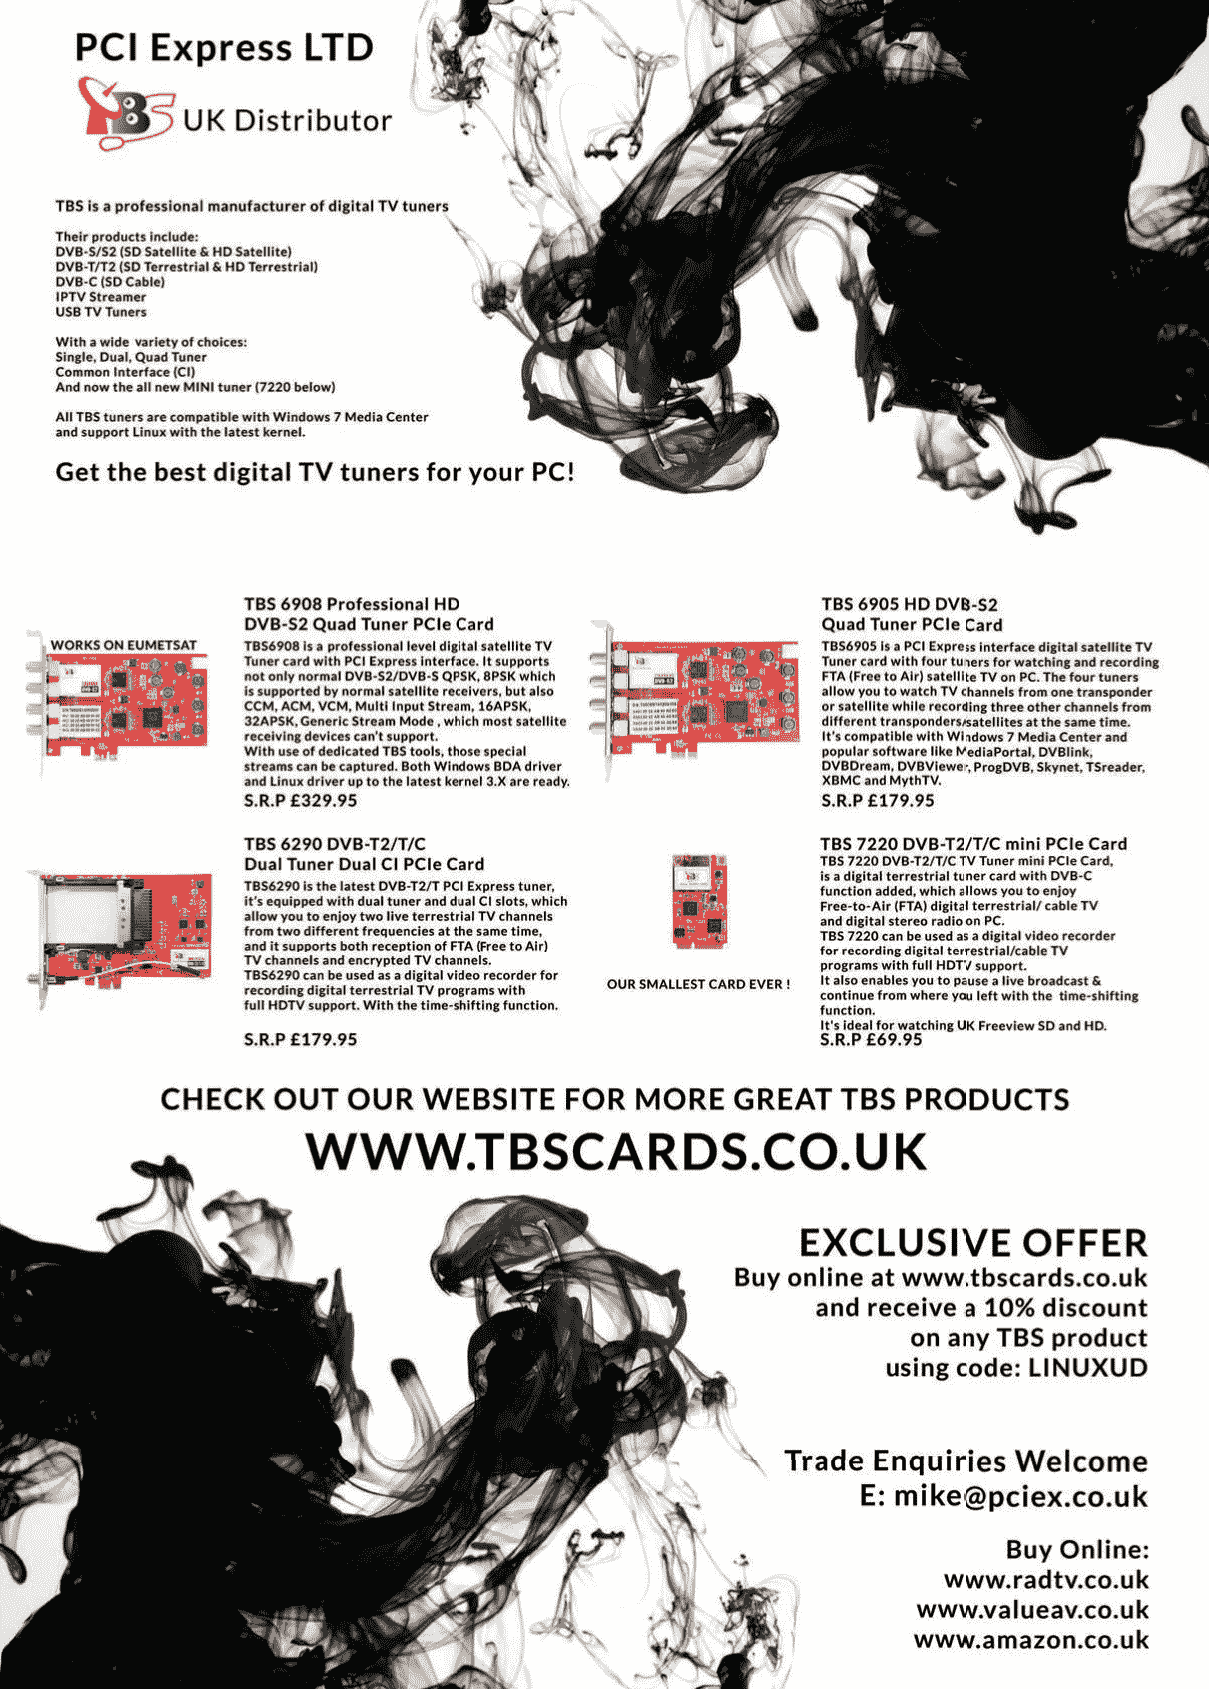 PCI Express LTD
TBS UK Distributor
TBS is a professional manufacturer of digital TV tuners
Their products include:
DVB-S/S2 (SD Satellite & HD Satellite)
DVB-T/T2 (SD Terrestrial & HD Terrestrial)
DVB-C (SD Cable)
IPTV Streamer
USB TV Tuners
With a wide variety of choices:
Single, Dual, Quad Tuner
Common Interface (CI)
And now the all new MINI tuner (7220 below)
All TBS tuners are compatible with Windows 7 Media Center
and support Linux with the latest kernel.
Get the best digital TV tuners for your PC!
WORKS ON EUMETSAT
TBS 6908 Professional HD
DVB-S2 Quad Tuner PCIe Card
TBS6908 is a professional level digital satellite TV
Tuner card with PCI Express interface. It supports
not only normal DVB-S2/DVB-S QPSK, 8PSK which
is supported by normal satellite receivers, but also
CCM, ACM, VCM, Multi Input Stream, 16APSK,
32APSK, Generic Stream Mode , which most satellite
receiving devices can't support.
With use of dedicated TBS tools, those special
streams can be captured. Both Windows BDA driver
and Linux driver up to the latest kernel 3.X are ready.
S.R.P £329.95
TBS 6905 HD DVB-S2
Quad Tuner PCIe Card
TBS6905 is a PCI Express interface digital satellite TV
Tuner card with four tuners for watching and recording
FTA (Free to Air) satellite TV on PC. The four tuners
allow you to watch TV channels from one transponder
or satellite while recording three other channels from
different transponders/satellites at the same time.
It's compatible with Windows 7 Media Center and
popular software like MediaPortal, DVBlink,
DVBDream, DVBViewer, ProgDVB, Skynet, TSreader,
XBMC and MythTV.
S.R.P £179.95
TBS 6290 DVB-T2/T/C
Dual Tuner Dual CI PCIe Card
TBS6290 is the latest DVB-T2/T PCI Express tuner,
it's equipped with dual tuner and dual CI slots, which
allow you to enjoy two live terrestrial TV channels
from two different frequencies at the same time,
and it supports both reception of FTA (Free to Air)
TV channels and encrypted TV channels.
TBS6290 can be used as a digital video recorder for
recording digital terrestrial TV programs with
full HDTV support. With the time-shifting function.
S.R.P £179.95
OUR SMALLEST CARD EVER !
TBS 7220 DVB-T2/T/C mini PCIe Card
TBS 7220 DVB-T2/T/C TV Tuner mini PCIe Card,
is a digital terrestrial tuner card with DVB-C
function added, which allows you to enjoy
Free-to-Air (FTA) digital terrestrial/ cable TV
and digital stereo radio on PC.
TBS 7220 can be used as a digital video recorder
for recording digital terrestrial/cable TV
programs with full HDTV support.
It also enables you to pause a live broadcast &
continue from where you left with the time-shifting
function.
It's ideal for watching UK Freeview SD and HD.
S.R.P £69.95
CHECK OUT OUR WEBSITE FOR MORE GREAT TBS PRODUCTS
WWW.TBSCARDS.CO.UK
EXCLUSIVE OFFER
Buy online at www.tbscards.co.uk
and receive a 10% discount
on any TBS product
using code: LINUXUD
Trade Enquiries Welcome
E: mike@pciex.co.uk
Buy Online:
www.radtv.co.uk
www.valueav.co.uk
www.amazon.co.uk